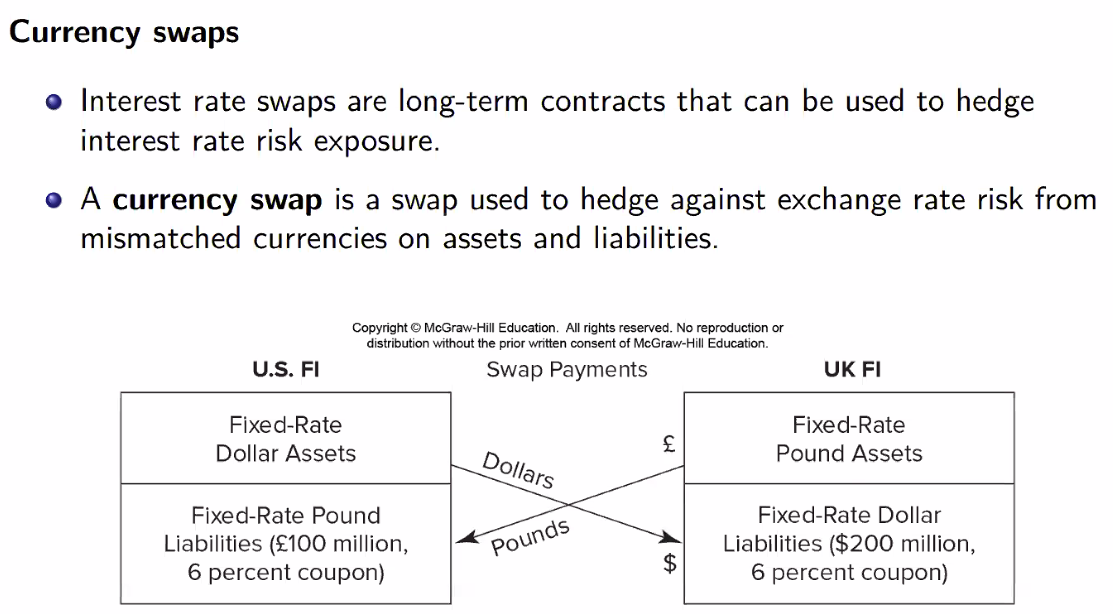 Currency swaps
Interest rate swaps are long-term contracts that can be used to hedge
interest rate risk exposure.
A currency swap is a swap used to hedge against exchange rate risk from
mismatched currencies on assets and liabilities.
Copyright © McGraw-Hill Education. All rights reserved. No reproduction or
distribution without the prior written consent of McGraw-Hill Education.
U.S. FI
Swap Payments
UK FI
Fixed-Rate
Dollar Assets
Fixed-Rate Pound
Liabilities (£100 million,
6 percent coupon)
Dollars
£
Pounds
$
Fixed-Rate
Pound Assets
Fixed-Rate Dollar
Liabilities ($200 million,
6 percent coupon)